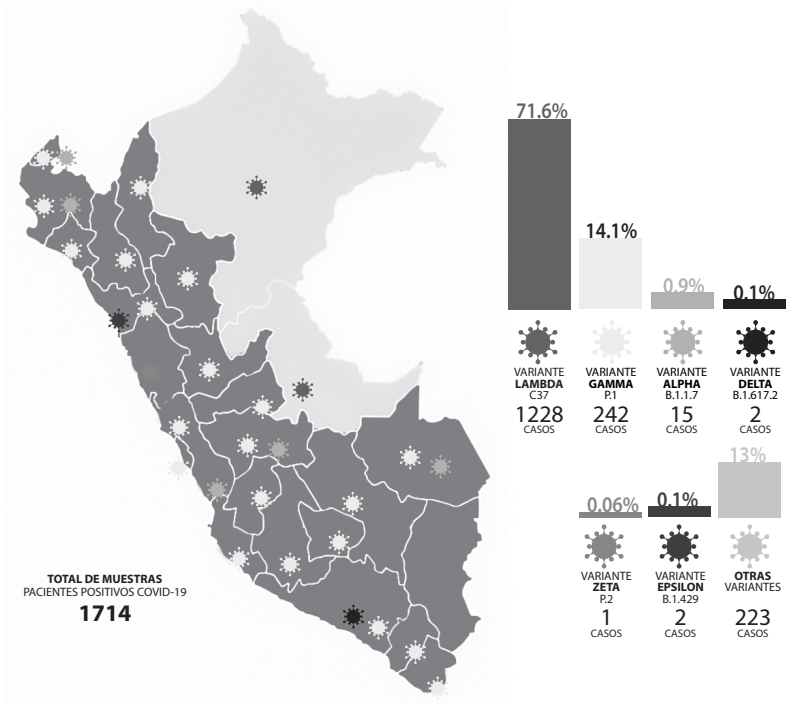 71.6%
14.1%
0.9%
0.1%
VARIANTE
LAMBDA
C37
1228
CASOS
VARIANTE
GAMMA
P.1
242
CASOS
VARIANTE
ALPHA
B.1.1.7
15
CASOS
VARIANTE
DELTA
B.1.617.2
2
CASOS
0.06%
0.1%
13%
VARIANTE
ZETA
P.2
1
CASOS
VARIANTE
EPSILON
B.1.429
2
CASOS
OTRAS
VARIANTES
223
CASOS
TOTAL DE MUESTRAS
PACIENTES POSITIVOS COVID-19
1714